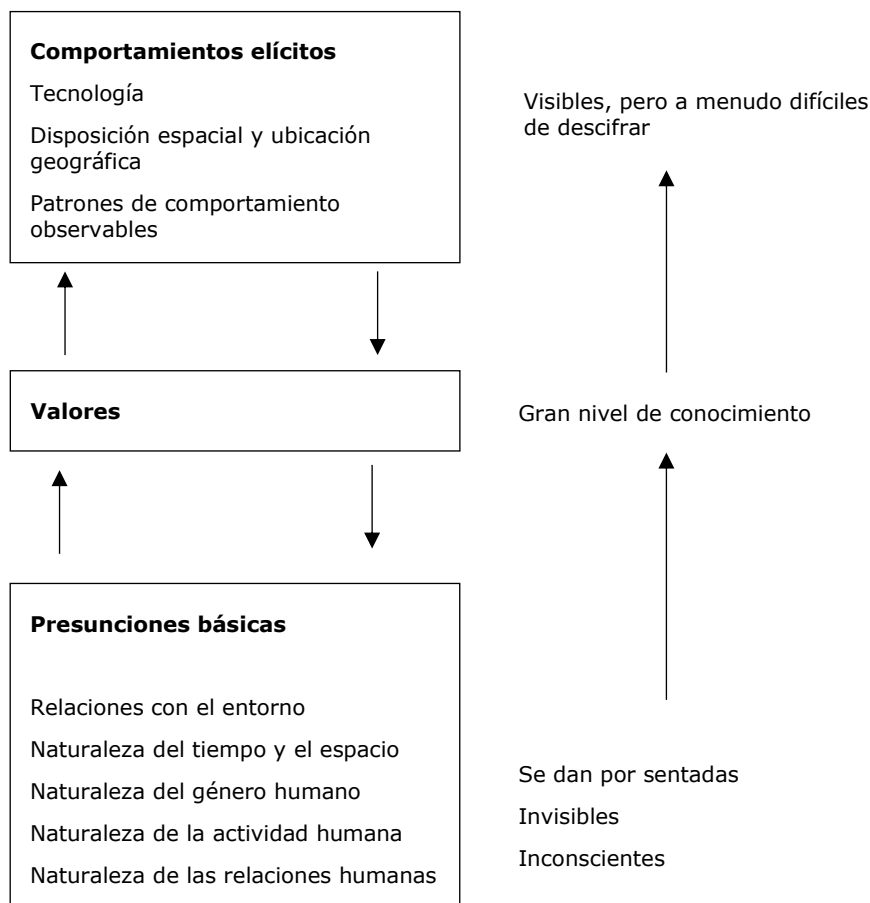 Comportamientos elícitos
Tecnología
Disposición espacial y ubicación
geográfica
Patrones de comportamiento
observables
Visibles, pero a menudo difíciles
de descifrar
Valores
Gran nivel de conocimiento
Presunciones básicas
Relaciones con el entorno
Naturaleza del tiempo y el espacio
Naturaleza del género humano
Naturaleza de la actividad humana
Naturaleza de las relaciones humanas
Se dan por sentadas
Invisibles
Inconscientes